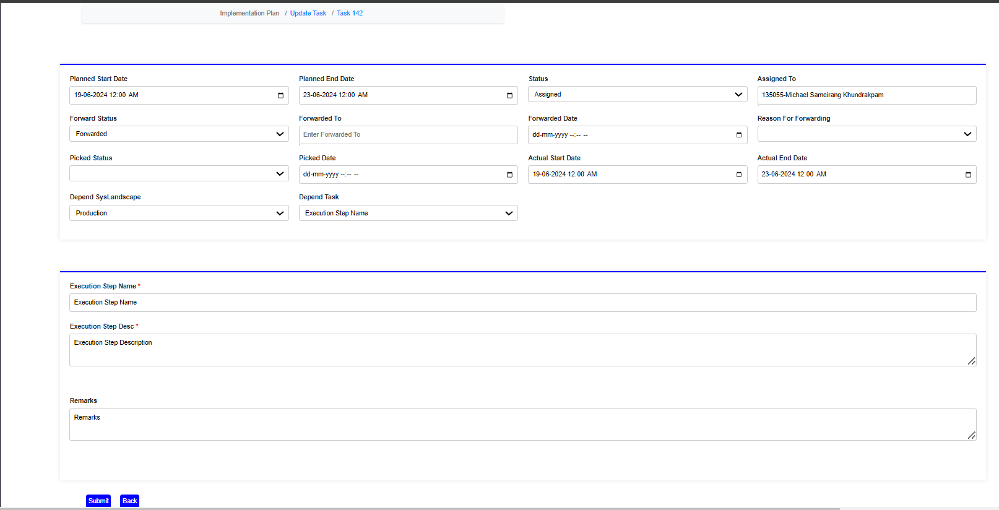 Implementation Plan / Update Task / Task 142
Planned Start Date Planned End Date Status Assigned To
19-06-2024 12:00 AM 23-06-2024 12:00 AM Assigned 135055-Michael Sameirang Khundrakpam
Forward Status Forwarded To Forwarded Date Reason For Forwarding
Forwarded Enter Forwarded To dd-mm-yyyy --:-- --
Picked Status Picked Date Actual Start Date Actual End Date
dd-mm-yyyy --:-- -- 19-06-2024 12:00 AM 23-06-2024 12:00 AM
Depend SysLandscape Depend Task
Production Execution Step Name
Execution Step Name *
Execution Step Name
Execution Step Desc *
Execution Step Description
Remarks
Remarks
Submit Back